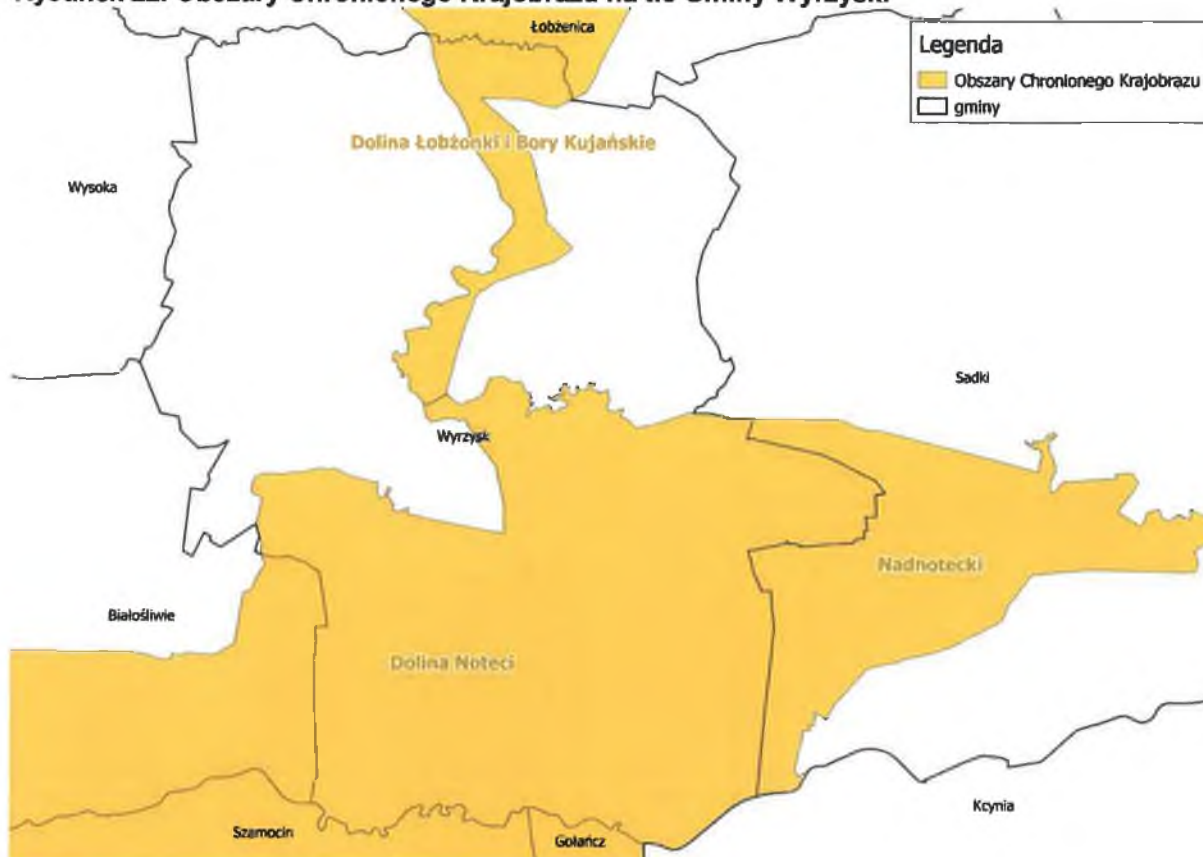 Łobżenica
Legenda
Obszary Chronionego Krajobrazu
gminy
Dolina Łobżonki i Bory Kujańskie
Wysoka
Sadki
Wyrzysk
Nadnotecki
Białośliwie
Dolina Noteci
Kcynia
Szamocin
Gołańcz